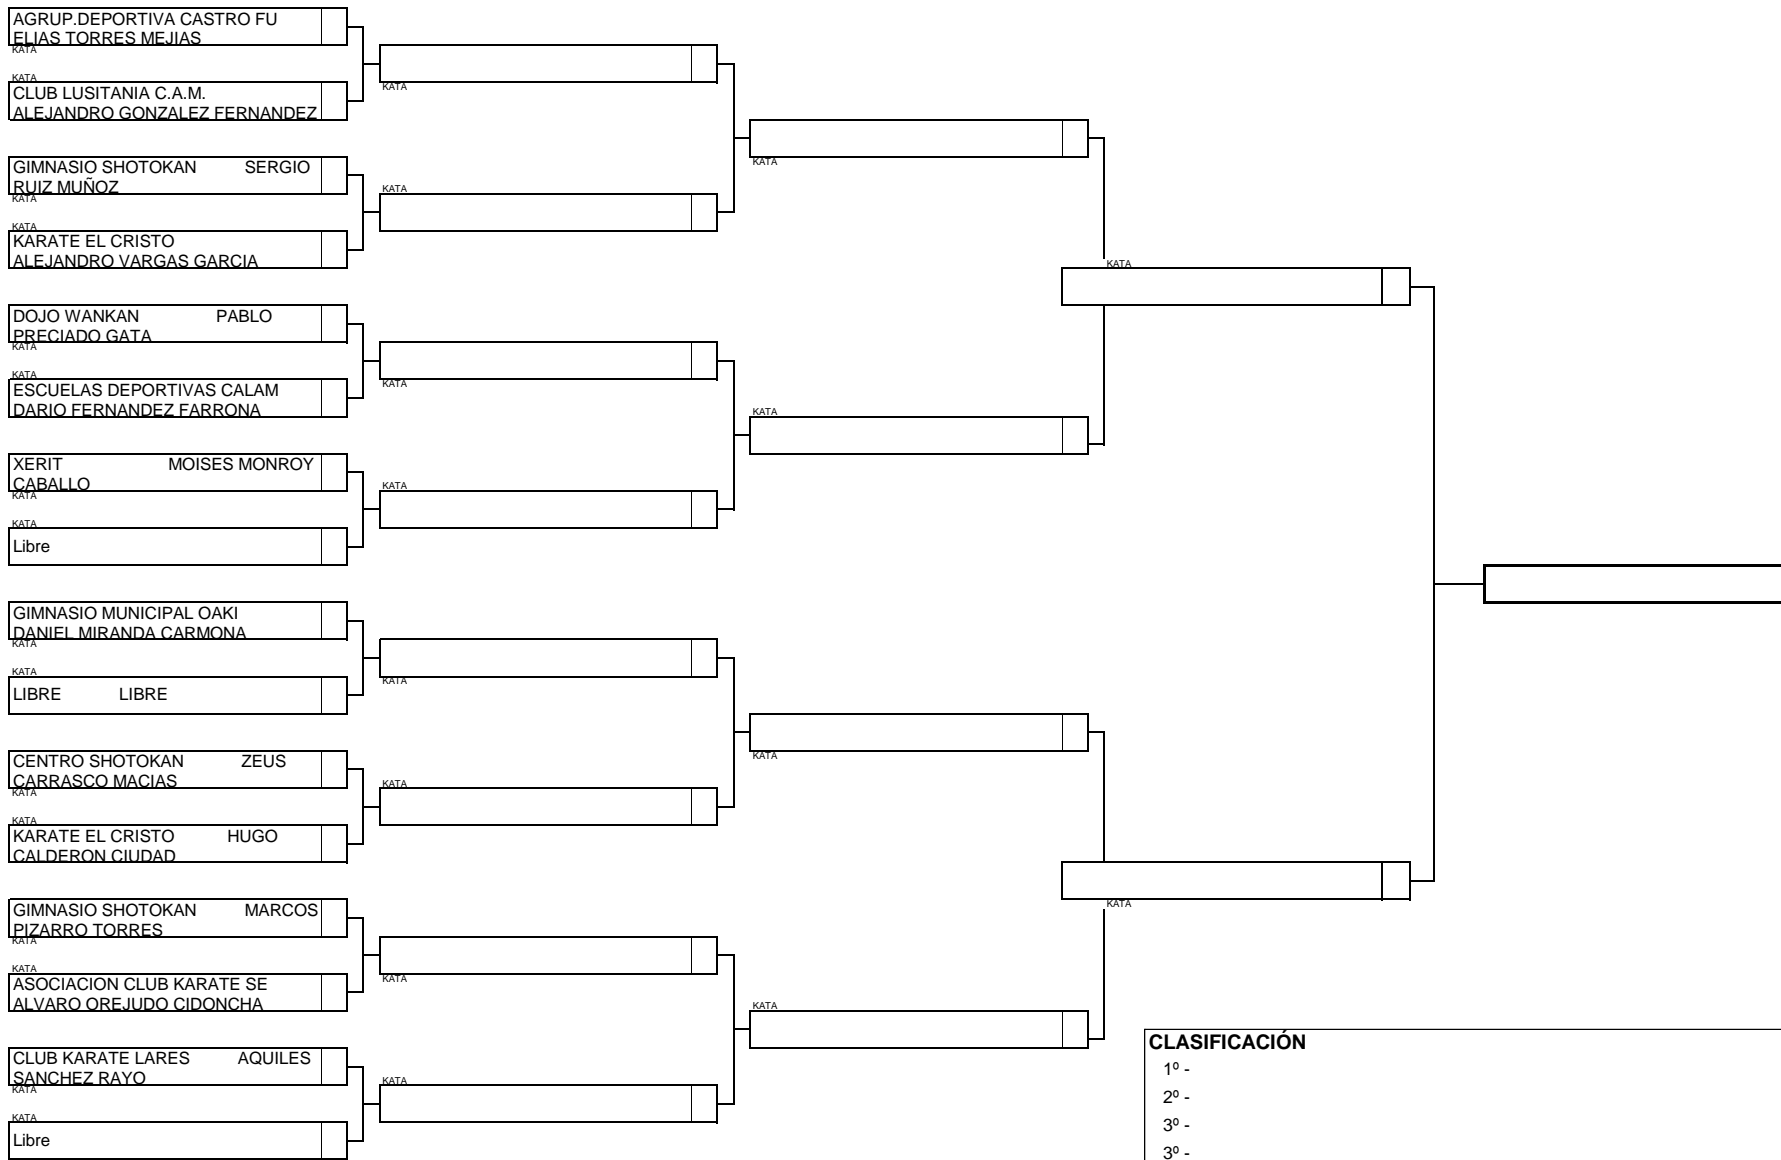 AGRUP.DEPORTIVA CASTRO FU
ELIAS TORRES MEJIAS
KATA
KATA
CLUB LUSITANIA C.A.M.
ALEJANDRO GONZALEZ FERNANDEZ
GIMNASIO SHOTOKAN SERGIO
RUIZ MUÑOZ
KATA
KATA
KARATE EL CRISTO
ALEJANDRO VARGAS GARCIA
DOJO WANKAN PABLO
PRECIADO GATA
KATA
KATA
ESCUELAS DEPORTIVAS CALAM
DARIO FERNANDEZ FARRONA
XERIT MOISES MONROY
CABALLO
KATA
KATA
Libre
GIMNASIO MUNICIPAL OAKI
DANIEL MIRANDA CARMONA
KATA
KATA
LIBRE LIBRE
CENTRO SHOTOKAN ZEUS
CARRASCO MACIAS
KATA
KATA
KARATE EL CRISTO HUGO
CALDERON CIUDAD
GIMNASIO SHOTOKAN MARCOS
PIZARRO TORRES
KATA
KATA
ASOCIACION CLUB KARATE SE
ALVARO OREJUDO CIDONCHA
CLUB KARATE LARES AQUILES
SANCHEZ RAYO
KATA
KATA
Libre
KATA
KATA
KATA
KATA
KATA
KATA
KATA
KATA
KATA
KATA
KATA
KATA
KATA
KATA
CLASIFICACIÓN
1º -
2º -
3º -
3º -